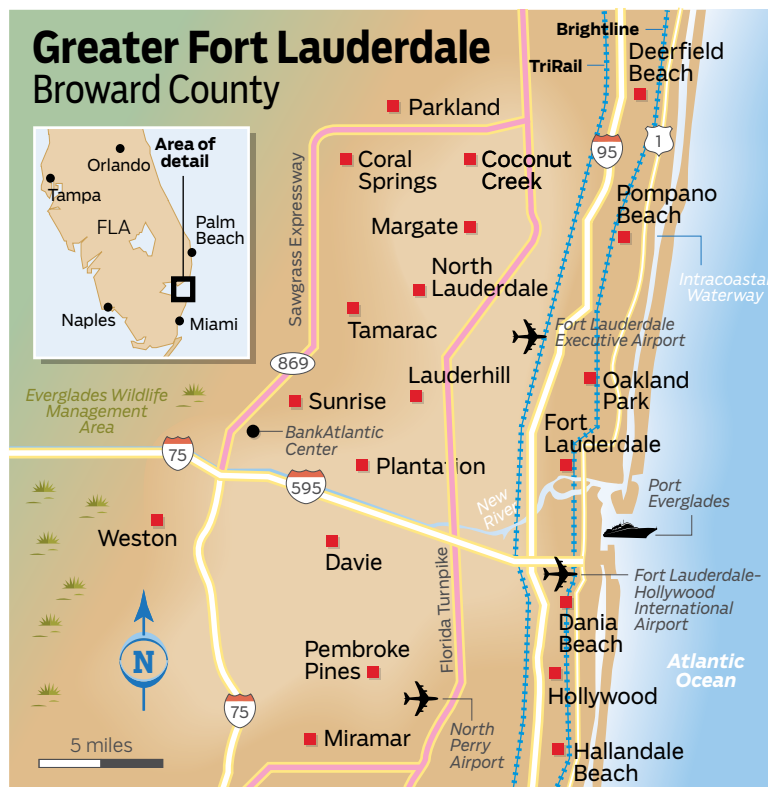 Greater Fort Lauderdale
Broward County
Brightline
TriRail
Deerfield
Beach
Parkland
Area of
detail
Orlando
Tampa
FLA
Palm
Beach
Naples
Miami
Sawgrass Expressway
Coral
Springs
Coconut
Creek
95
1
Pompano
Beach
Margate
North
Lauderdale
Intracoastal
Waterway
Tamarac
Fort Lauderdale
Executive Airport
869
Everglades Wildlife
Management
Area
Sunrise
Lauderhill
Oakland
Park
BankAtlantic
Center
Fort
Lauderdale
75
595
Plantation
New
River
Port
Everglades
Weston
Davie
Florida Turnpike
Fort Lauderdale-
Hollywood
International
Airport
Dania
Beach
N
Pembroke
Pines
Atlantic
Ocean
Hollywood
75
North
Perry
Airport
5 miles
Miramar
Hallandale
Beach